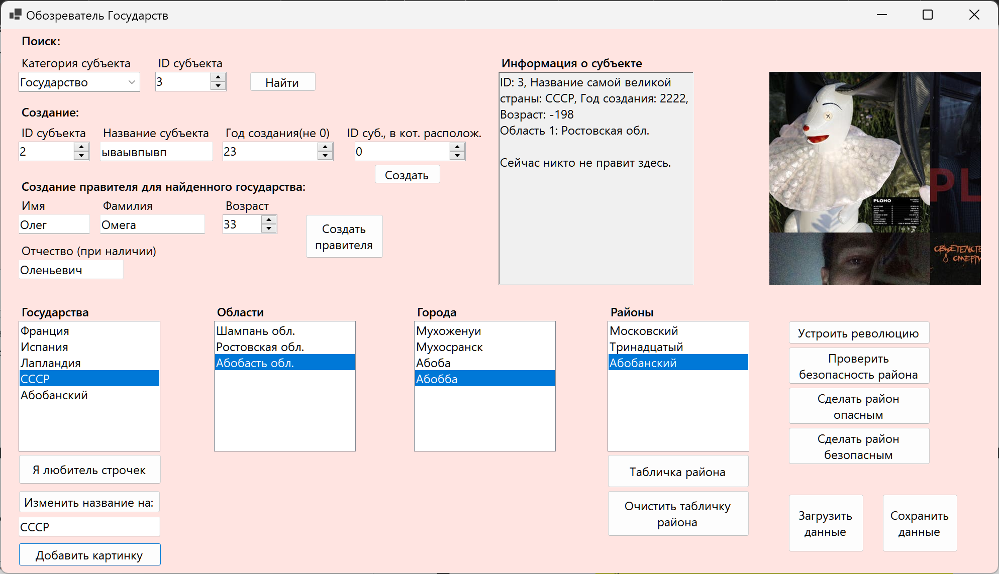 Обозреватель Государств
Поиск:
Категория субъекта
ID субъекта
Государство
3
Найти
Создание:
ID субъекта
Название субъекта
Год создания(не 0)
ID суб., в кот. располож.
2
ываывпывп
23
0
Создать
Создание правителя для найденного государства:
Имя
Фамилия
Возраст
Олег
Омега
33
Создать
правителя
Отчество (при наличии)
Оленьевич
Информация о субъекте
ID: 3, Название самой великой
страны: СССР, Год создания: 2222,
Возраст: -198
Область 1: Ростовская обл.
Сейчас никто не правит здесь.
PLOHO
PL
СВИДЕТЕЛЬСТВ
О СМЕРТИ
Государства
Франция
Испания
Лапландия
СССР
Абобанский
Я любитель строчек
Изменить название на:
СССР
Добавить картинку
Области
Шампань обл.
Ростовская обл.
Абобасть обл.
Города
Мухоженуи
Мухосранск
Абоба
Абобба
Районы
Московский
Тринадцатый
Абобанский
Табличка района
Очистить табличку
района
Устроить революцию
Проверить
безопасность района
Сделать район
опасным
Сделать район
безопасным
Загрузить
данные
Сохранить
данные